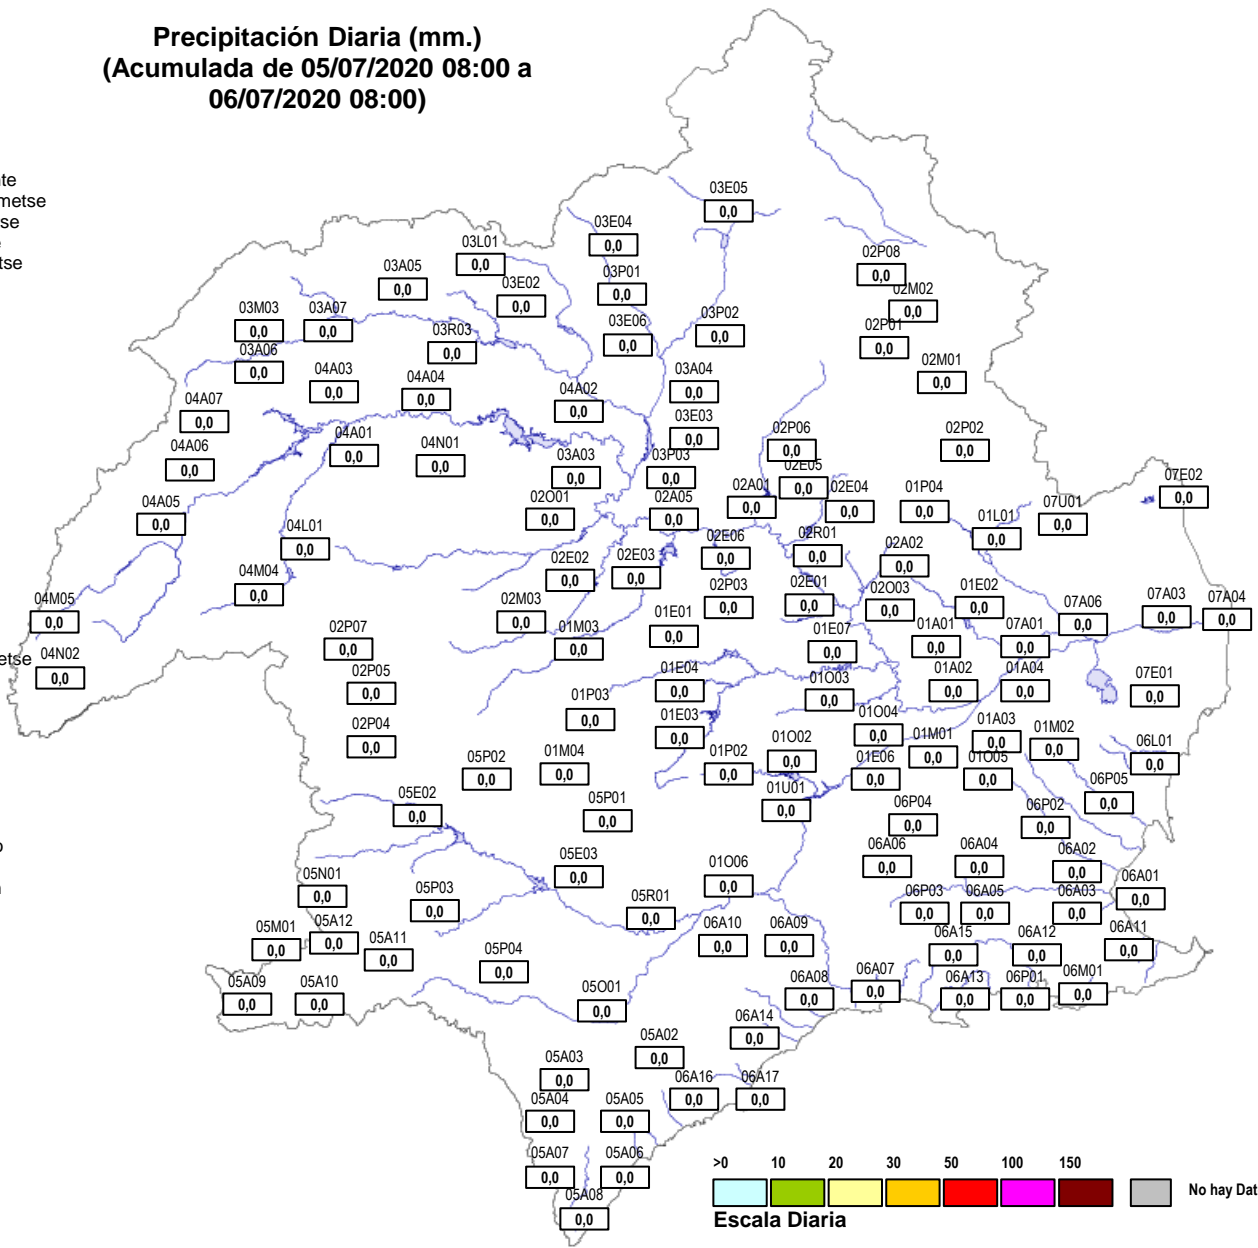 Precipitación Diaria (mm.)
(Acumulada de 05/07/2020 08:00 a
06/07/2020 08:00)
te
metse
se
tse
03E05
0,0
03E04
0,0
03L01
0,0
02P08
0,0
03A05
0,0
03P01
0,0
03E02
0,0
02M02
0,0
03M03
0,0
03A07
0,0
03P02
0,0
03E06
0,0
03R03
0,0
02P01
0,0
03A06
0,0
02M01
0,0
04A03
0,0
04A04
0,0
03A04
0,0
04A02
0,0
04A07
0,0
03E03
0,0
02P06
0,0
02P02
0,0
04A01
0,0
04N01
0,0
04A06
0,0
03A03
0,0
03P03
0,0
02E05
0,0
07E02
0,0
02A01
0,0
02E04
0,0
01P04
0,0
04A05
0,0
02O01
0,0
02A05
0,0
07U01
0,0
01L01
0,0
04L01
0,0
02E06
0,0
02R01
0,0
02A02
0,0
02E02
0,0
02E03
0,0
04M04
0,0
02P03
0,0
02E01
0,0
02O03
0,0
01E02
0,0
07A03
0,0
07A04
0,0
04M05
0,0
02M03
0,0
07A06
0,0
01E01
0,0
01M03
0,0
02P07
0,0
01E07
0,0
01A01
0,0
07A01
0,0
etse
04N02
0,0
02P05
0,0
01E04
0,0
01O03
0,0
01A02
0,0
01A04
0,0
07E01
0,0
01P03
0,0
01E03
0,0
01O04
0,0
01A03
0,0
02P04
0,0
01M02
0,0
01M01
0,0
01O02
0,0
06L01
0,0
05P02
0,0
01M04
0,0
01P02
0,0
01E06
0,0
01O05
0,0
05E02
0,0
01U01
0,0
06P05
0,0
05P01
0,0
06P04
0,0
06P02
0,0
05E03
0,0
01O06
0,0
06A06
0,0
06A04
0,0
06A02
0,0
05N01
0,0
05P03
0,0
06A01
0,0
05R01
0,0
06P03
0,0
06A05
0,0
06A03
0,0
05M01
0,0
05A12
0,0
05A11
0,0
06A10
0,0
06A09
0,0
06A15
0,0
06A12
0,0
06A11
0,0
05P04
0,0
05A09
0,0
05A10
0,0
05O01
0,0
06A08
0,0
06A07
0,0
06A13
0,0
06P01
0,0
06M01
0,0
06A14
0,0
05A02
0,0
05A03
0,0
06A16
0,0
06A17
0,0
05A04
0,0
05A05
0,0
05A07
0,0
05A06
0,0
05A08
0,0
>0 10 20 30 50 100 150
No hay Dat
Escala Diaria